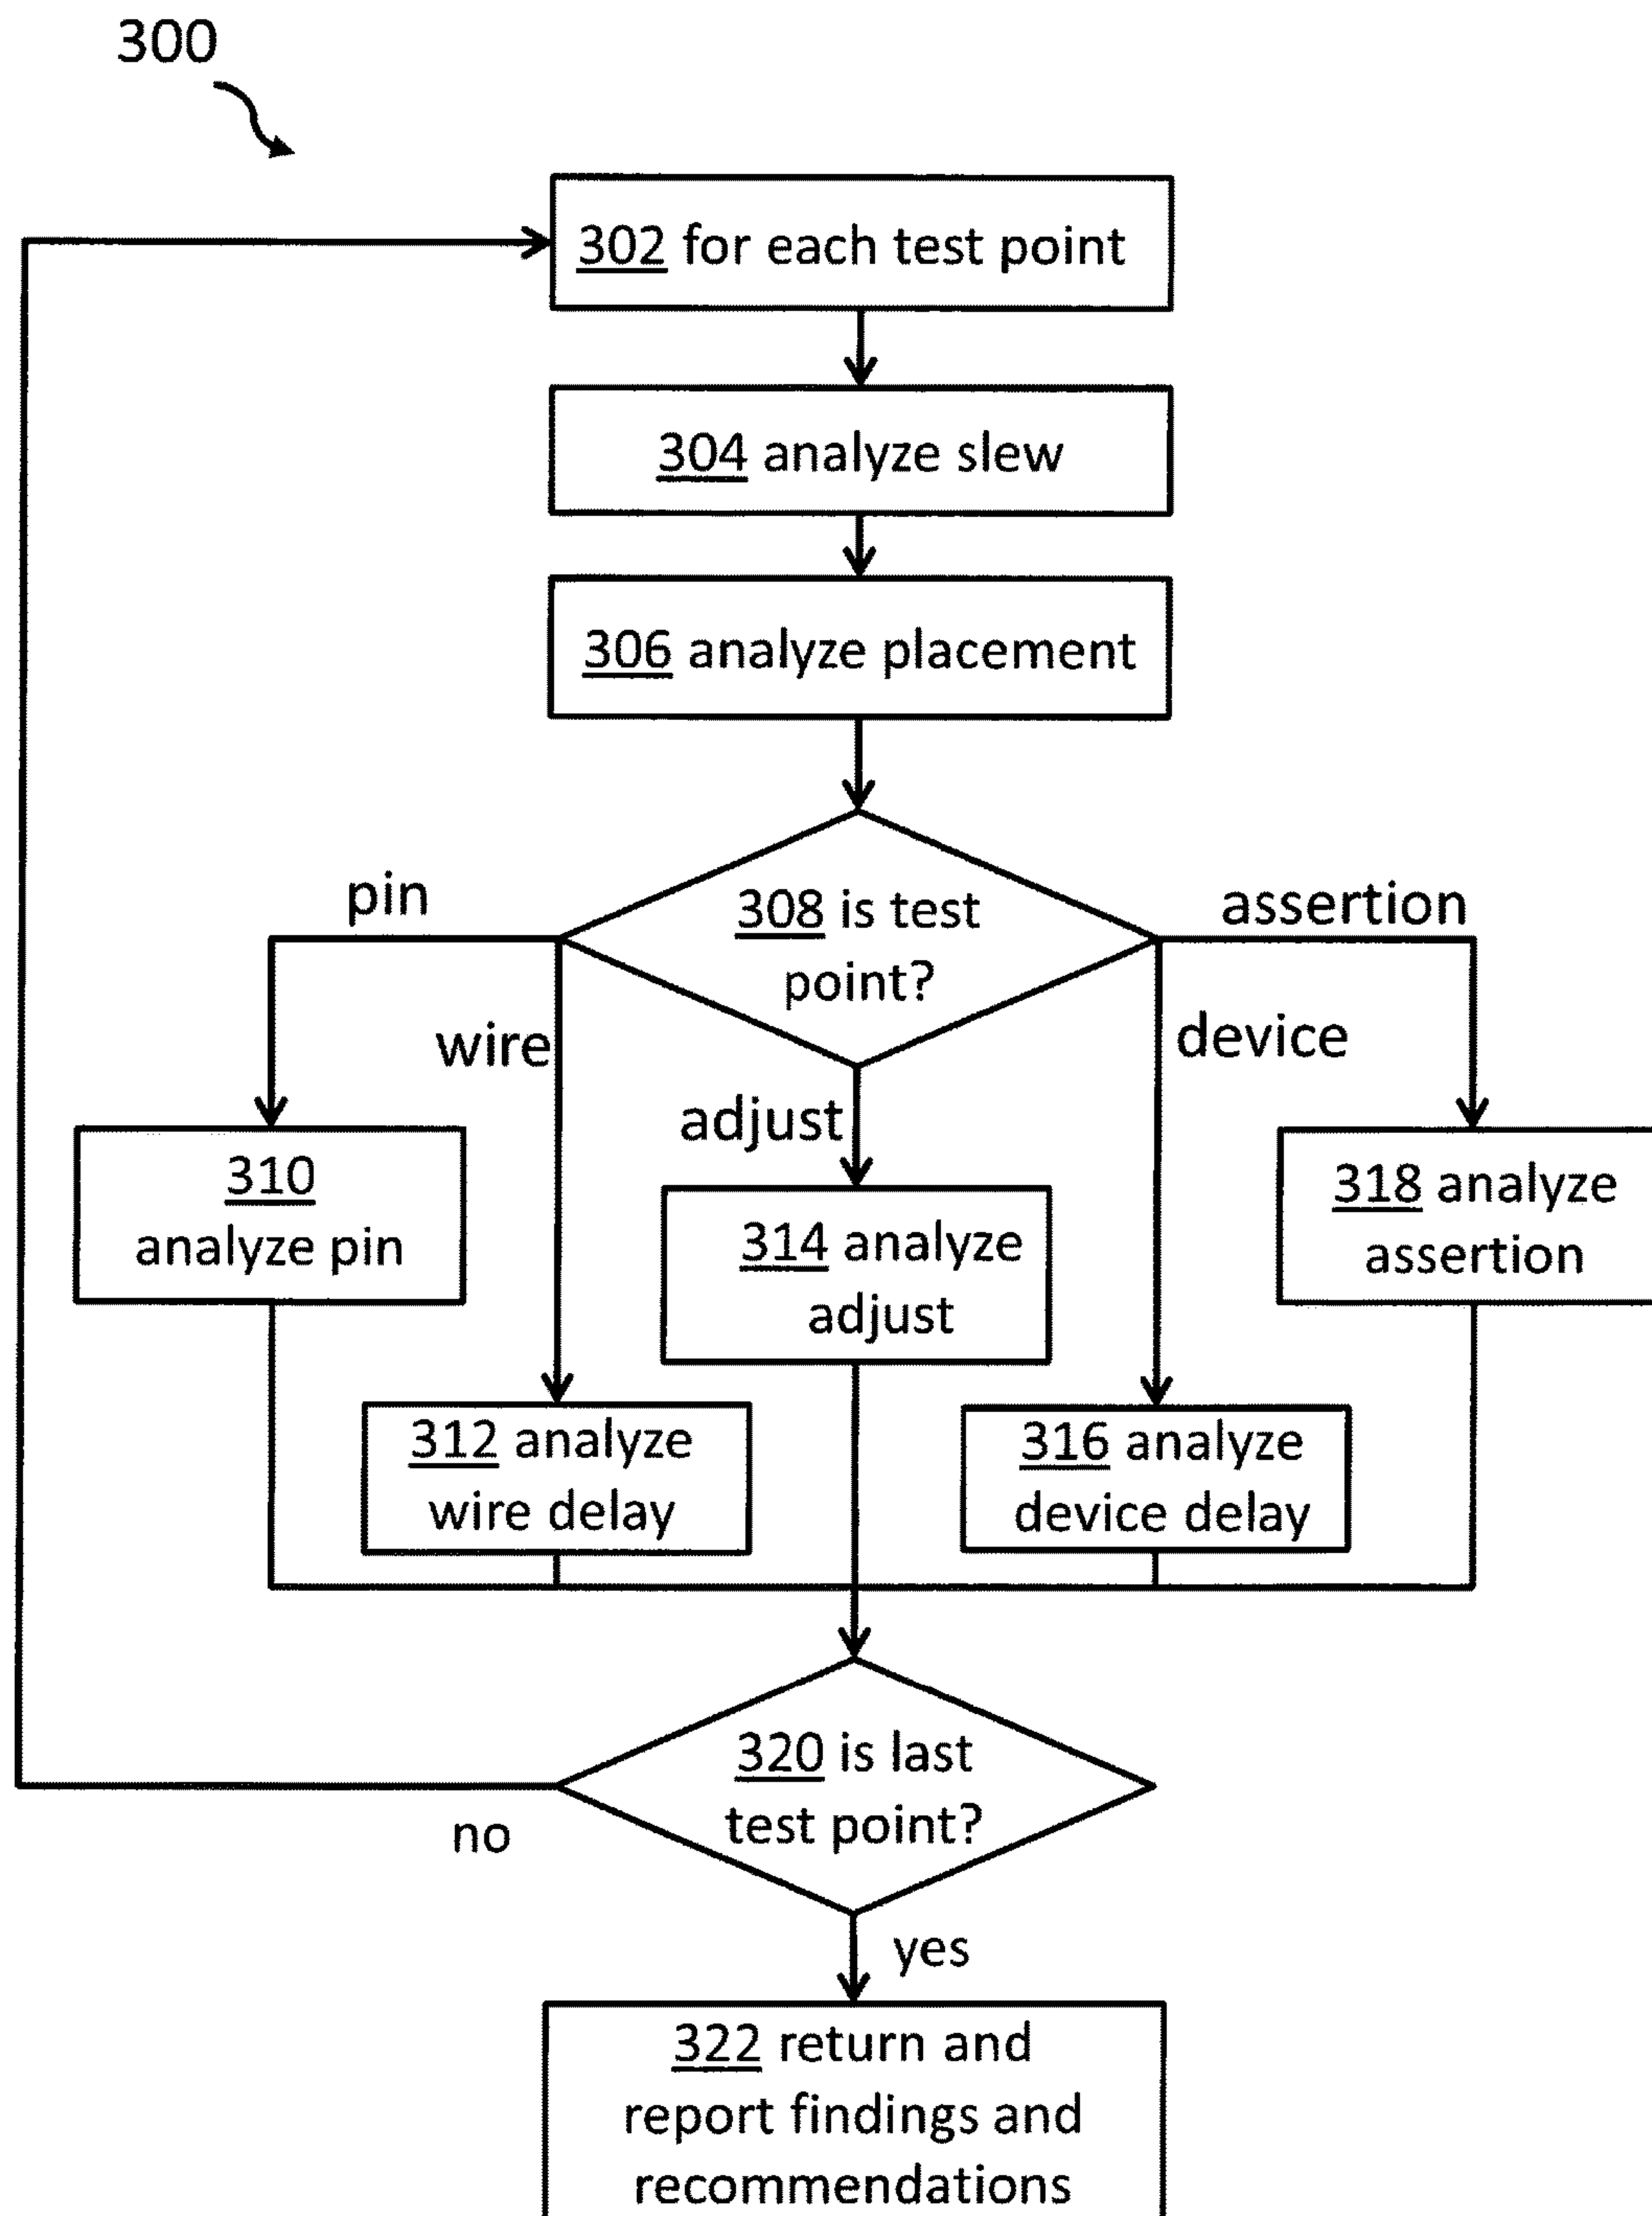 300
302 for each test point
304 analyze slew
306 analyze placement
308 is test
point?
pin
assertion
wire
device
adjust
310
analyze pin
318 analyze
assertion
314 analyze
adjust
312 analyze
wire delay
316 analyze
device delay
320 is last
test point?
no
yes
322 return and
report findings and
recommendations